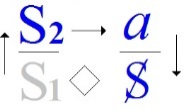 ↑ S₂ → a ↓
S₁ ◇ $